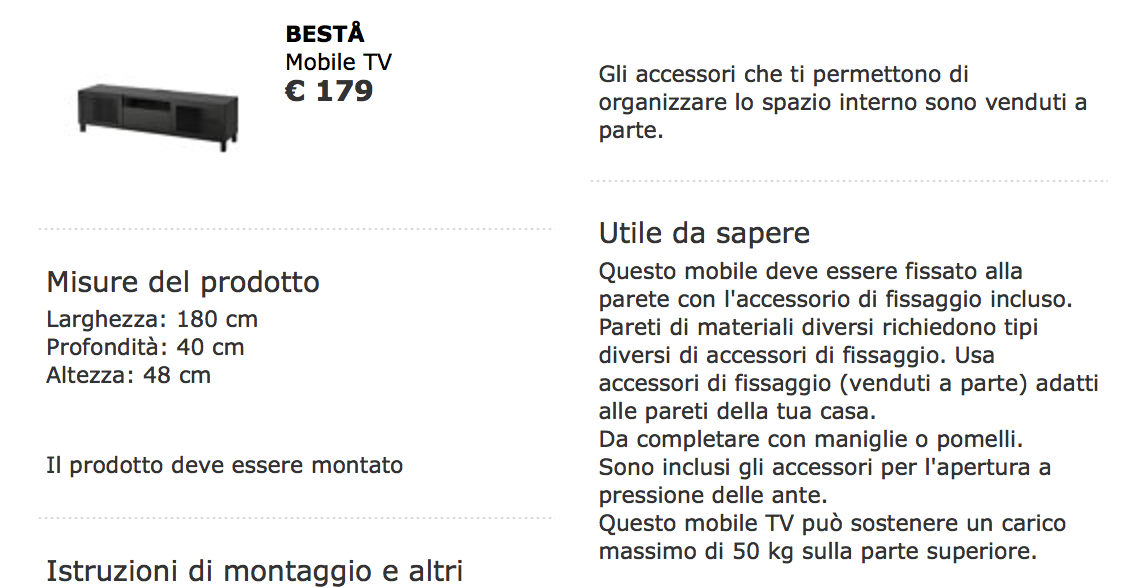 BESTÅ
Mobile TV
€ 179
Misure del prodotto
Larghezza: 180 cm
Profondità: 40 cm
Altezza: 48 cm
Il prodotto deve essere montato
Istruzioni di montaggio e altri
Gli accessori che ti permettono di
organizzare lo spazio interno sono venduti a
parte.
Utile da sapere
Questo mobile deve essere fissato alla
parete con l'accessorio di fissaggio incluso.
Pareti di materiali diversi richiedono tipi
diversi di accessori di fissaggio. Usa
accessori di fissaggio (venduti a parte) adatti
alle pareti della tua casa.
Da completare con maniglie o pomelli.
Sono inclusi gli accessori per l'apertura a
pressione delle ante.
Questo mobile TV può sostenere un carico
massimo di 50 kg sulla parte superiore.